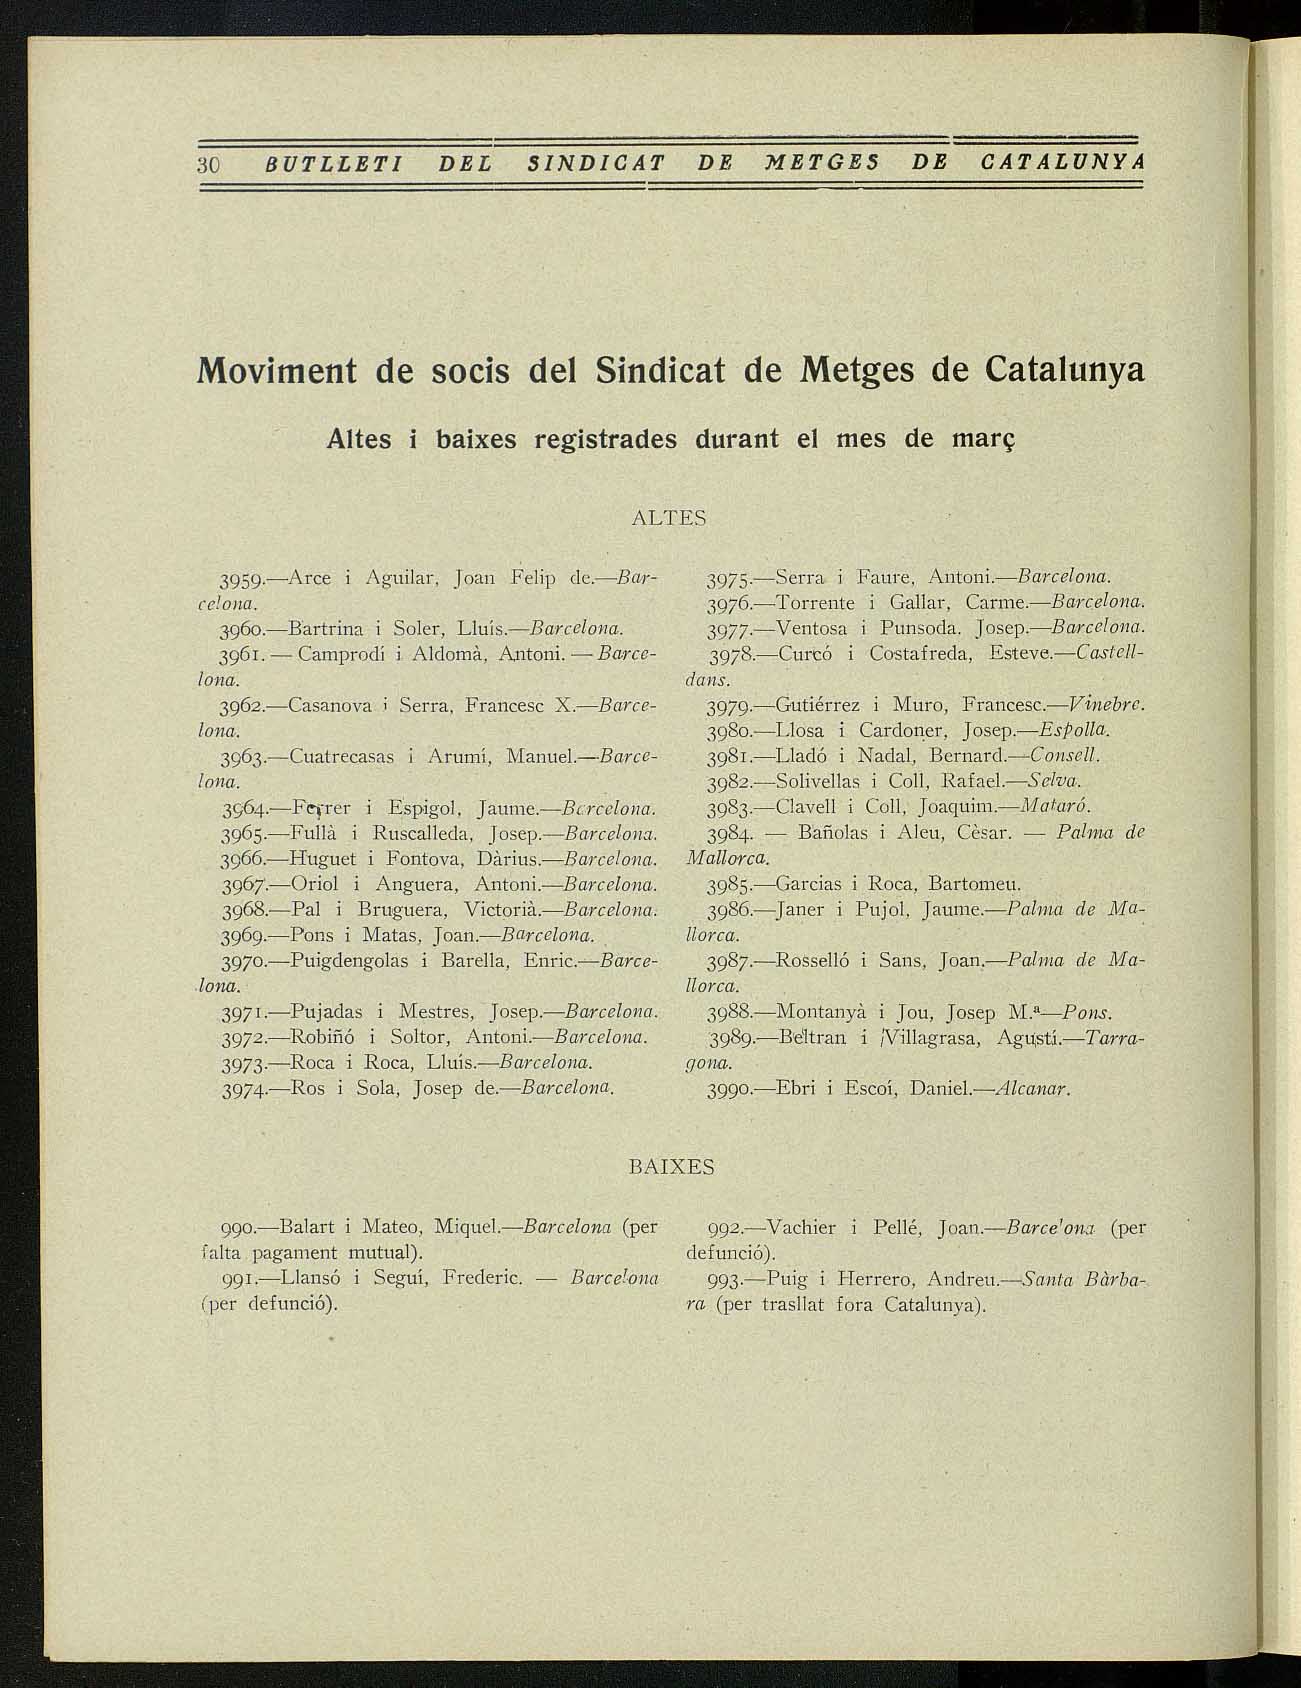 30 BUTLLETI DEL SINDICAT DE METGES DE CATALUNYA
Moviment de socis del Sindicat de Metges de Catalunya
Altes i baixes registrades durant el mes de març
ALTES
3959.—Arce i Aguilar, Joan Felip de.—Bar-
celona.
3960.—Bartrina i Soler, Lluís.—Barcelona.
3961. — Camprodí i Aldomà, Antoni. — Barce-
lona.
3962.—Casanova i Serra, Francesc X.—Barce-
lona.
3963.—Cuatrecasas i Arumí, Manuel.—Barce-
lona.
3964.—Ferrer i Espigol, Jaume.—Barcelona.
3965.—Fullà i Ruscalleda, Josep.—Barcelona.
3966.—Huguet i Fontova, Dàrius.—Barcelona.
3967.—Oriol i Anguera, Antoni.—Barcelona.
3968.—Pal i Bruguera, Victorià.—Barcelona.
3969.—Pons i Matas, Joan.—Barcelona.
3970.—Puigdengolas i Barella, Enric.—Barce-
lona.
3971.—Pujadas i Mestres, Josep.—Barcelona.
3972.—Robiñó i Soltor, Antoni.—Barcelona.
3973.—Roca i Roca, Lluís.—Barcelona.
3974.—Ros i Sola, Josep de.—Barcelona.
3975.—Serra i Faure, Antoni.—Barcelona.
3976.—Torrente i Gallar, Carme.—Barcelona.
3977.—Ventosa i Punsoda. Josep.—Barcelona.
3978.—Curcó i Costafreda, Esteve.—Castell-
dans.
3979.—Gutiérrez i Muro, Francesc.—Vinebre.
3980.—Llosa i Cardoner, Josep.—Espolla.
3981.—Lladó i Nadal, Bernard.—Consell.
3982.—Solivellas i Coll, Rafael.—Selva.
3983.—Clavell i Coll, Joaquim.—Mataró.
3984. — Bañolas i Aleu, Cèsar. — Palma de
Mallorca.
3985.—Garcias i Roca, Bartomeu.
3986.—Janer i Pujol, Jaume.—Palma de Ma-
llorca.
3987.—Rosselló i Sans, Joan.—Palma de Ma-
llorca.
3988.—Montanyà i Jou, Josep M.ª—Pons.
3989.—Beltran i Villagrasa, Agustí.—Tarra-
gona.
3990.—Ebri i Escoí, Daniel.—Alcanar.
BAIXES
990.—Balart i Mateo, Miquel.—Barcelona (per
falta pagament mutual).
991.—Llansó i Seguí, Frederic. — Barcelona
(per defunció).
992.—Vachier i Pellé, Joan.—Barcelona (per
defunció).
993.—Puig i Herrero, Andreu.—Santa Bàrba-
ra (per trasllat fora Catalunya).